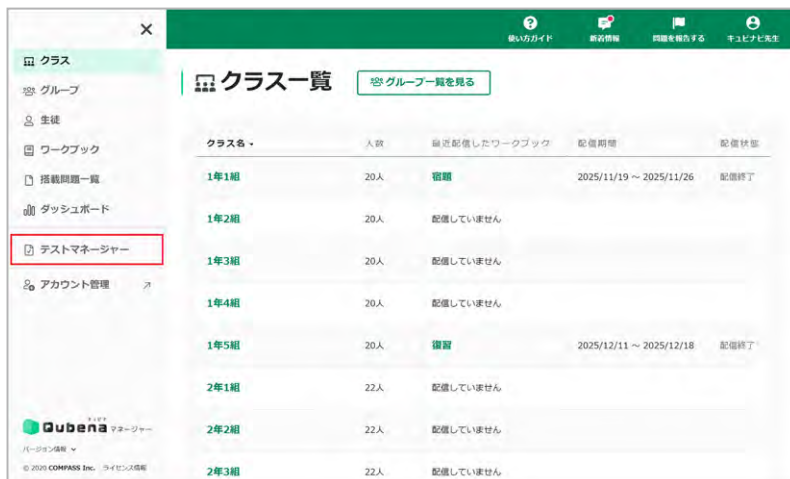 ×
使い方ガイド
新着情報
問題を報告する
キュビナビ先生
クラス
グループ
生徒
ワークブック
搭載問題一覧
ダッシュボード
テストマネージャー
アカウント管理
クラス一覧
グループ一覧を見る
クラス名 人数 最近配信したワークブック 配信期間 配信状態
1年1組 20人 宿題 2025/11/19 ~ 2025/11/26 配信終了
1年2組 20人 配信していません
1年3組 20人 配信していません
1年4組 20人 配信していません
1年5組 20人 復習 2025/12/11 ~ 2025/12/18 配信終了
2年1組 22人 配信していません
2年2組 22人 配信していません
2年3組 22人 配信していません
キュビナ
Qubena マネージャー
バージョン情報
© 2020 COMPASS Inc. ライセンス情報